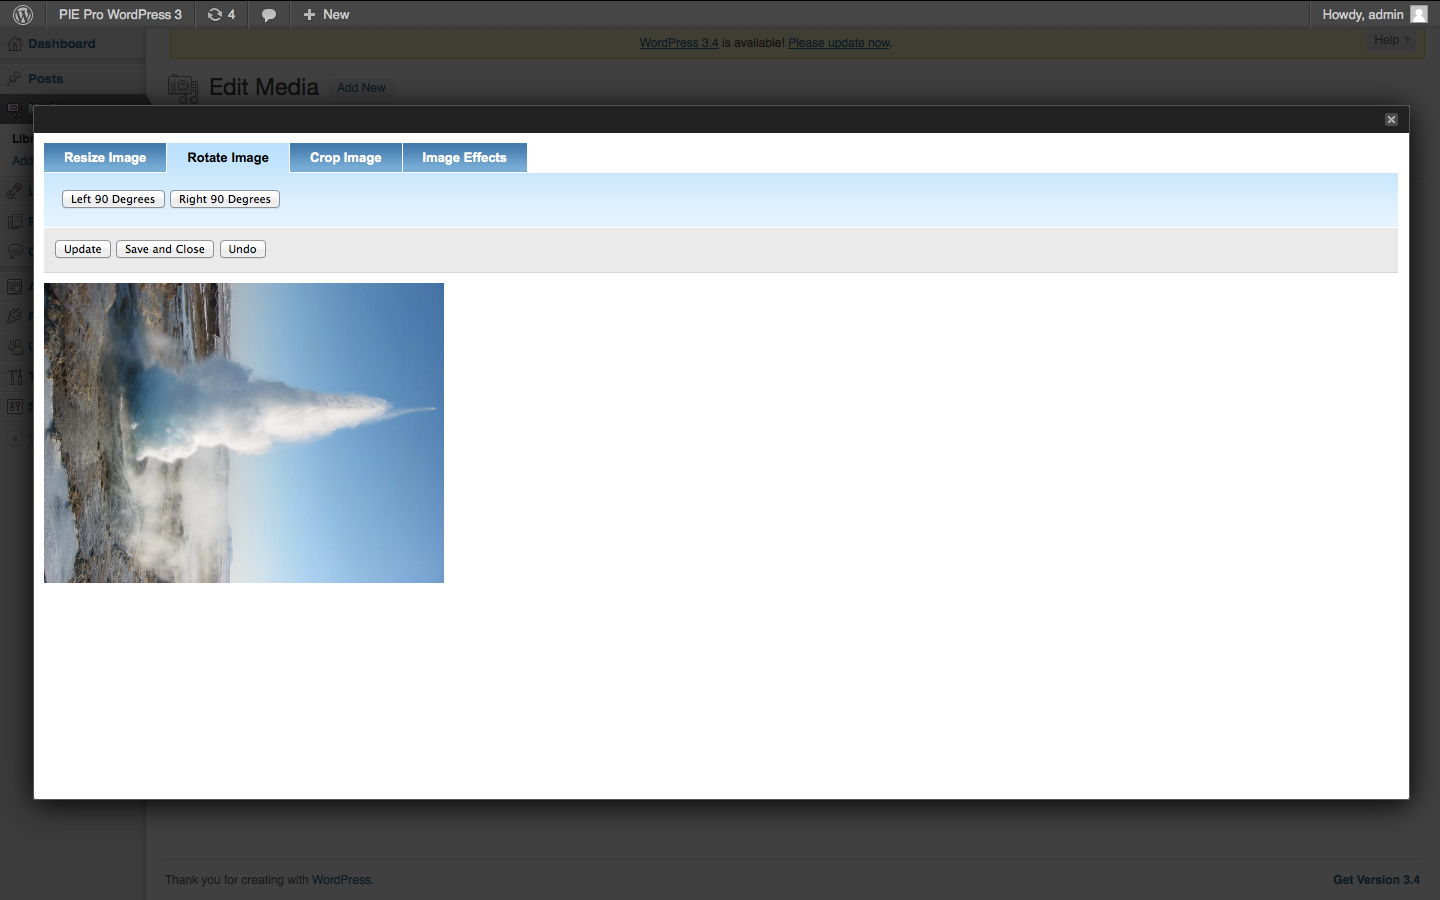 PIE Pro WordPress 3 4 New Howdy, admin
Dashboard
WordPress 3.4 is available! Please update now.
Help
Posts
Edit Media Add New
Resize Image Rotate Image Crop Image Image Effects
Left 90 Degrees Right 90 Degrees
Update Save and Close Undo
Thank you for creating with WordPress.
Get Version 3.4